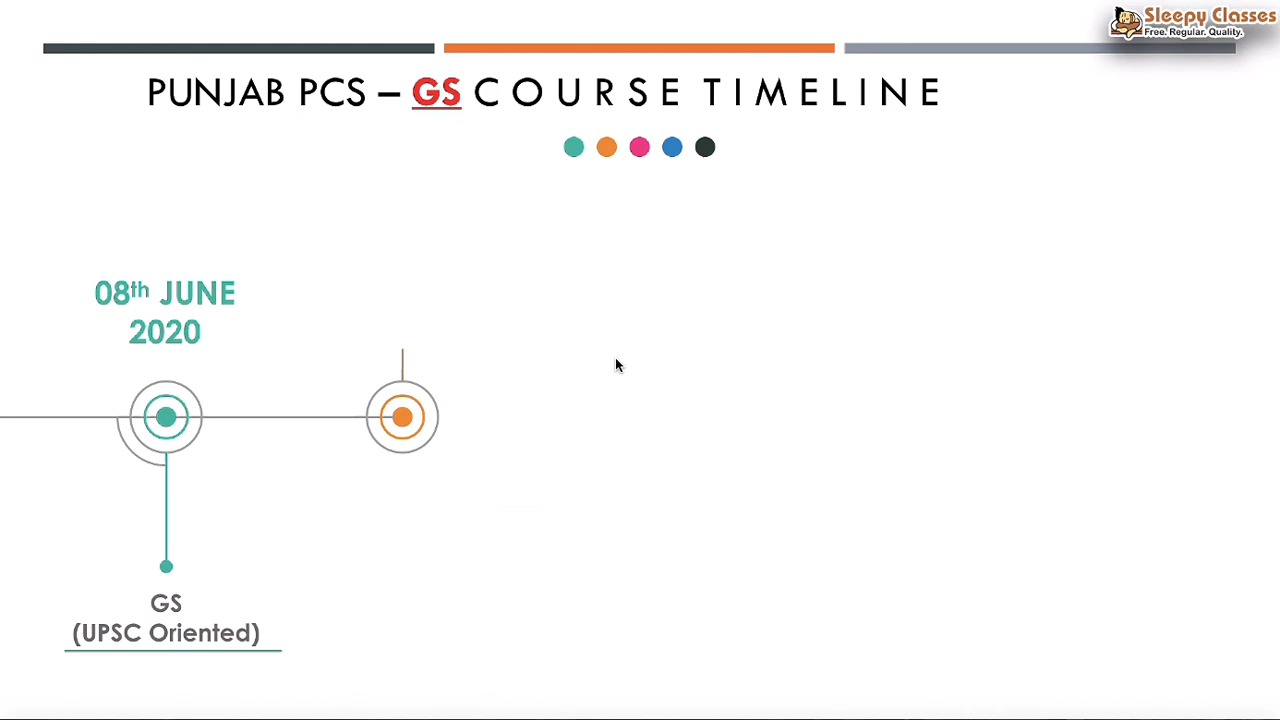 Sleepy Classes
Free. Regular. Quality.
PUNJAB PCS – GS C O U R S E T I M E L I N E
08th JUNE
2020
GS
(UPSC Oriented)